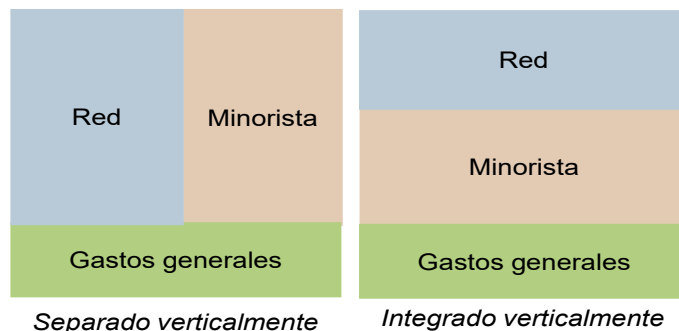 Red
Minorista
Gastos generales
Separado verticalmente
Red
Minorista
Gastos generales
Integrado verticalmente